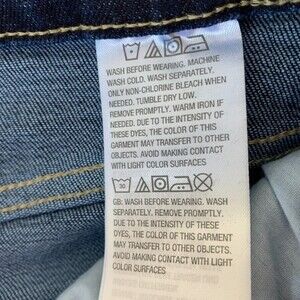 WASH BEFORE WEARING. MACHINE
WASH COLD. WASH SEPARATELY.
ONLY NON-CHLORINE BLEACH WHEN
NEEDED. TUMBLE DRY LOW.
REMOVE PROMPTLY. WARM IRON IF
NEEDED. DUE TO THE INTENSITY OF
THESE DYES, THE COLOR OF THIS
GARMENT MAY TRANSFER TO OTHER
OBJECTS. AVOID MAKING CONTACT
WITH LIGHT COLOR SURFACES
30
GB: WASH BEFORE WEARING. WASH
SEPARATELY. REMOVE PROMPTLY.
DUE TO THE INTENSITY OF THESE
DYES, THE COLOR OF THIS GARMENT
MAY TRANSFER TO OTHER OBJECTS.
AVOID MAKING CONTACT WITH LIGHT
COLOR SURFACES